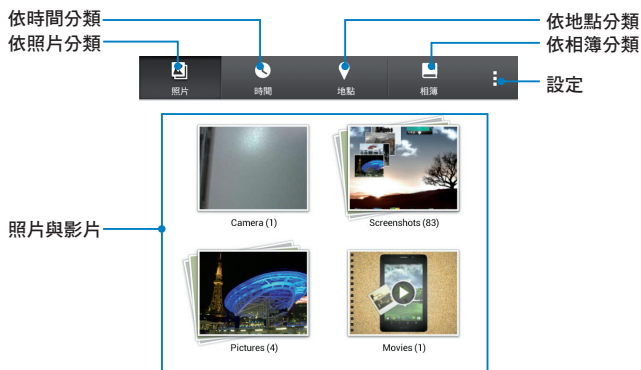 依時間分類
依地點分類
依照片分類
依相簿分類
照片
時間
地點
相簿
設定
Camera (1)
Screenshots (83)
照片與影片
Pictures (4)
Movies (1)